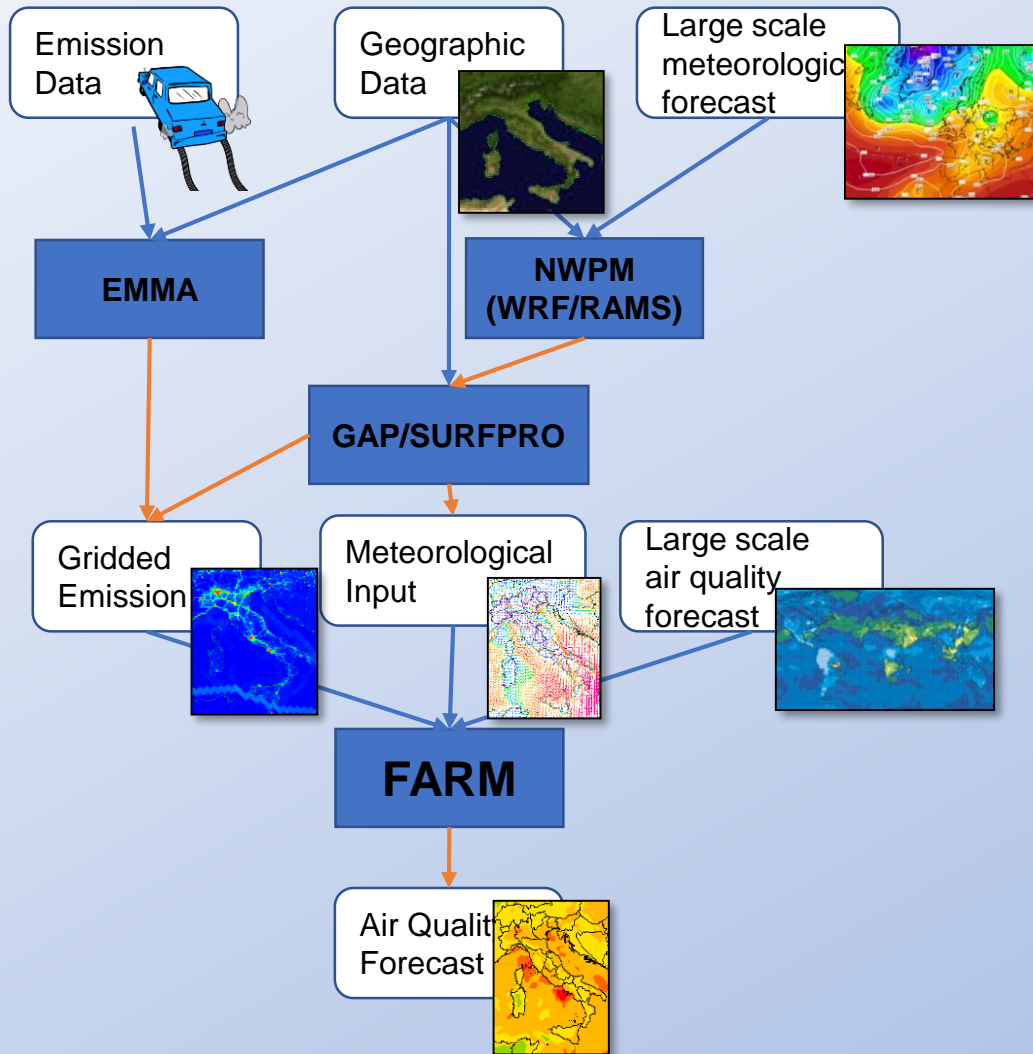 Emission
Data
Geographic
Data
Large scale
meteorologic
forecast
EMMA
NWPM
(WRF/RAMS)
GAP/SURFPRO
Gridded
Emission
Meteorological
Input
Large scale
air quality
forecast
FARM
Air Quality
Forecast